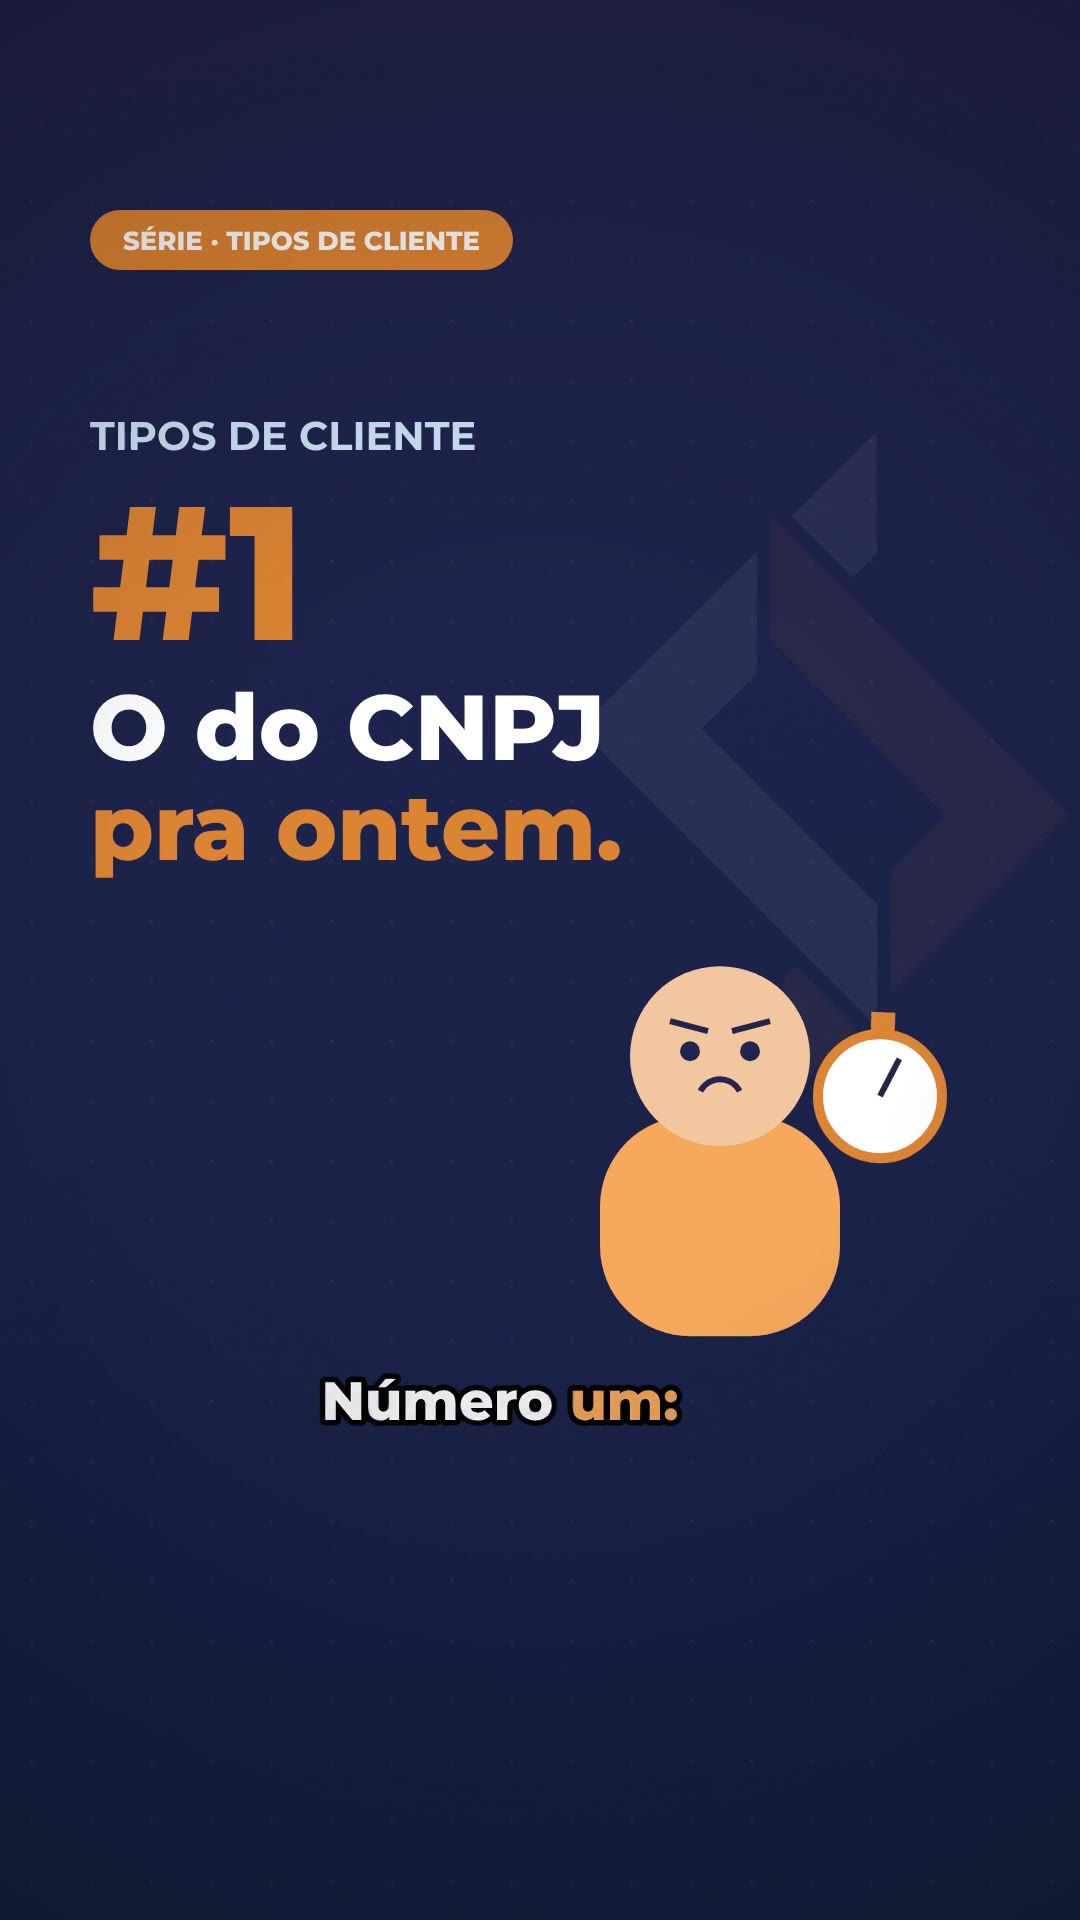 SÉRIE • TIPOS DE CLIENTE
TIPOS DE CLIENTE
#1
O do CNPJ
pra ontem.
Número um: